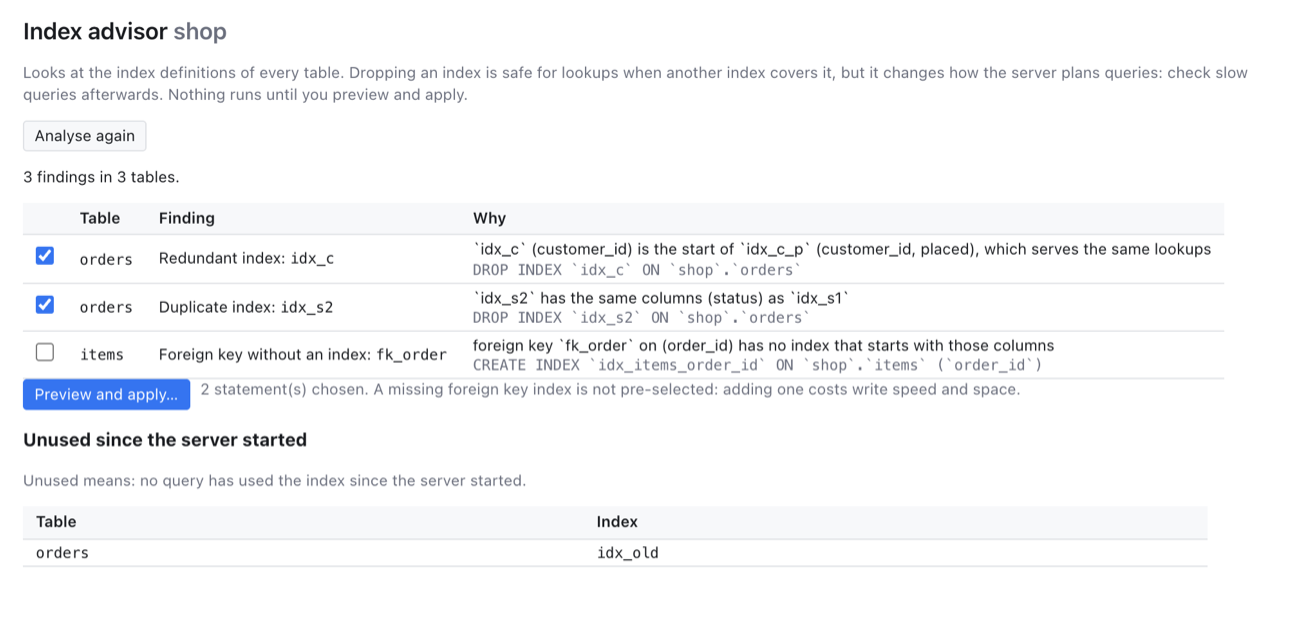 Index advisor shop
Looks at the index definitions of every table. Dropping an index is safe for lookups when another index covers it, but it changes how the server plans queries: check slow
queries afterwards. Nothing runs until you preview and apply.
Analyse again
3 findings in 3 tables.
Table Finding Why
orders Redundant index: idx_c `idx_c` (customer_id) is the start of `idx_c_p` (customer_id, placed), which serves the same lookups
DROP INDEX `idx_c` ON `shop`.`orders`
orders Duplicate index: idx_s2 `idx_s2` has the same columns (status) as `idx_s1`
DROP INDEX `idx_s2` ON `shop`.`orders`
items Foreign key without an index: fk_order foreign key `fk_order` on (order_id) has no index that starts with those columns
CREATE INDEX `idx_items_order_id` ON `shop`.`items` (`order_id`)
Preview and apply... 2 statement(s) chosen. A missing foreign key index is not pre-selected: adding one costs write speed and space.
Unused since the server started
Unused means: no query has used the index since the server started.
Table Index
orders idx_old